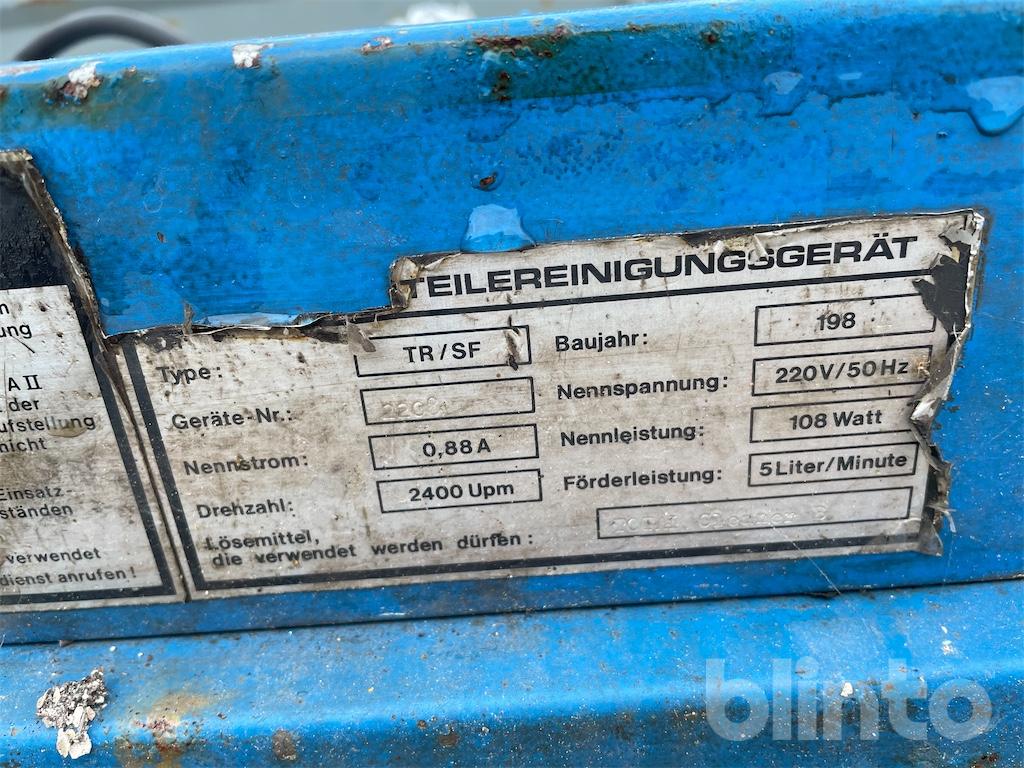 n
ung
A II
der
ufstellung
nicht
Einsatz-
ständen
verwendet
dienst anrufen!
TEILEREINIGUNGSGERÄT
Type: TR/SF
Baujahr: 198
Geräte-Nr.:
Nennspannung: 220V/50Hz
Nennstrom: 0,88 A
Nennleistung: 108 Watt
Drehzahl: 2400 Upm
Förderleistung: 5 Liter/Minute
Lösemittel,
die verwendet werden dürfen:
blinto